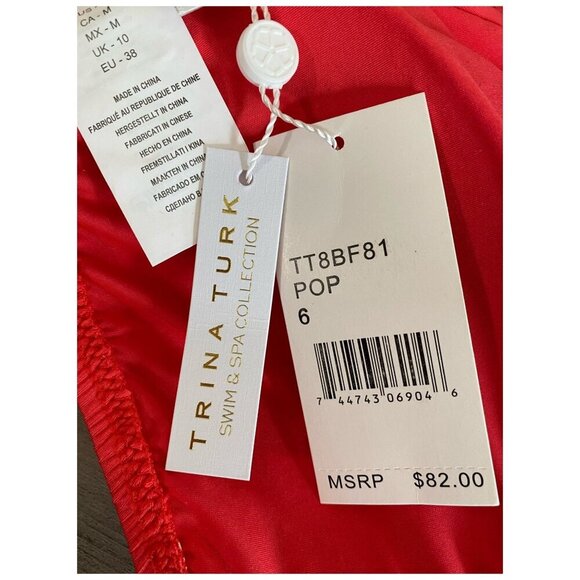 CA - M
MX - M
UK - 10
EU - 38
MADE IN CHINA
FABRIQUÉ AU REPUBLIQUE DE CHINE
HERGESTELLT IN CHINA
FABBRICATI IN CINESE
HECHO EN CHINA
FREMSTILLATI I KINA
MAAKTEN IN CHINA
FABRICADO EM
СДЕЛАНО В
TRINA TURK
SWIM & SPA COLLECTION
TT8BF81
POP
6
7 44743 06904 6
MSRP $82.00